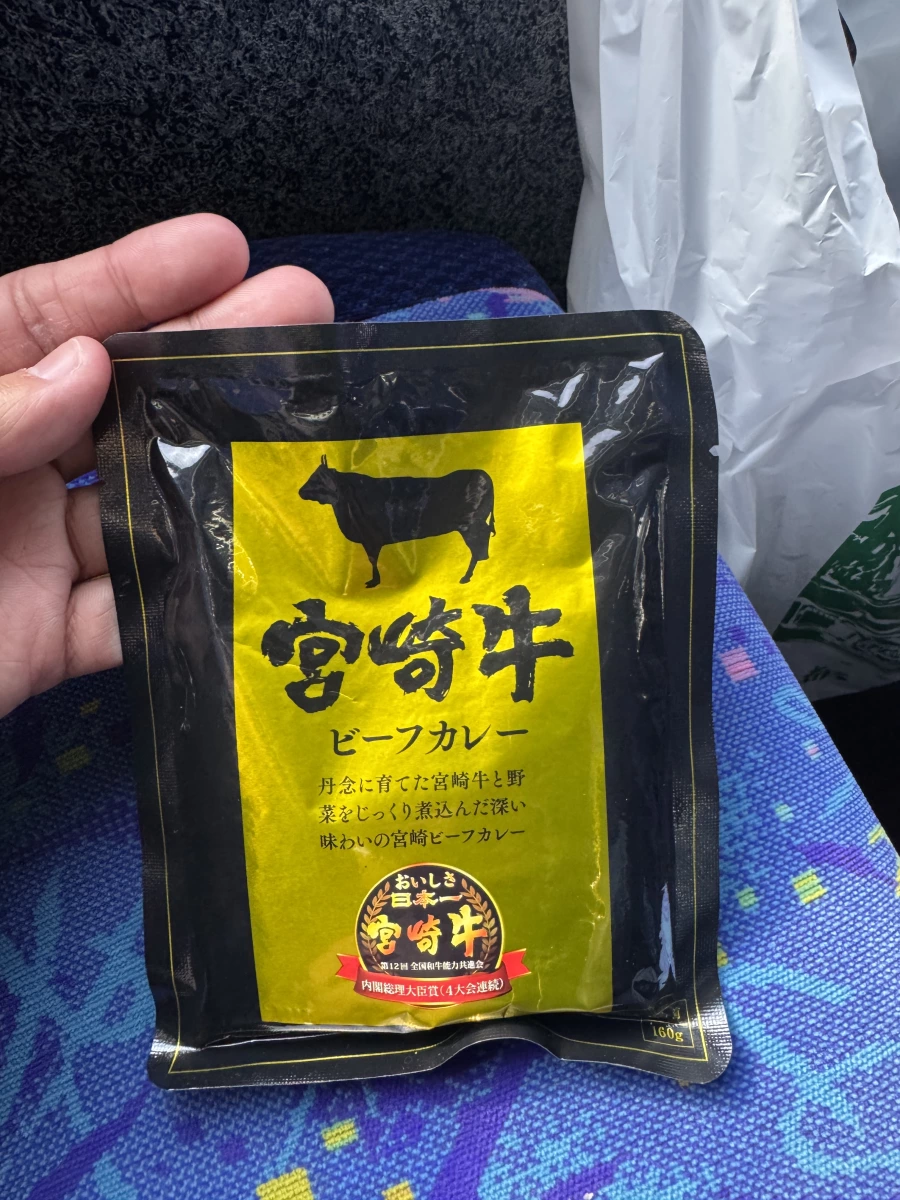 宮崎牛
ビーフカレー
丹念に育てた宮崎牛と野
菜をじっくり煮込んだ深い
味わいの宮崎ビーフカレー
おいしさ
日本一
宮崎牛
第12回 全国和牛能力共進会
内閣総理大臣賞(4大会連続)
160g